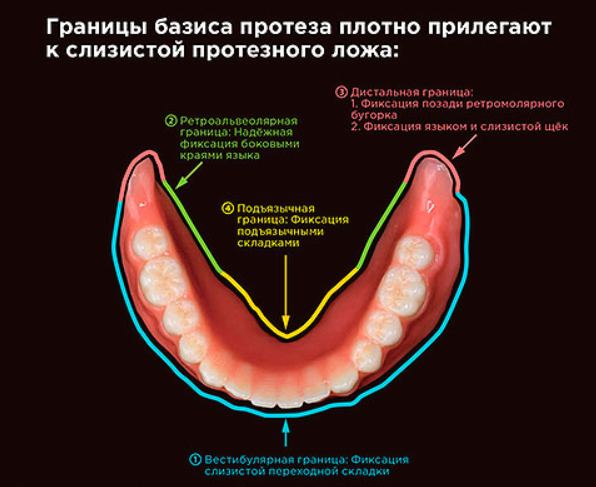 Границы базиса протеза плотно прилегают
к слизистой протезного ложа:
③ Дистальная граница:
1. Фиксация позади ретромолярного
бугорка
2. Фиксация языком и слизистой щёк
② Ретроальвеолярная
граница: Надёжная
фиксация боковыми
краями языка
④ Подъязычная
граница: Фиксация
подъязычными
складками
① Вестибулярная граница: Фиксация
слизистой переходной складки